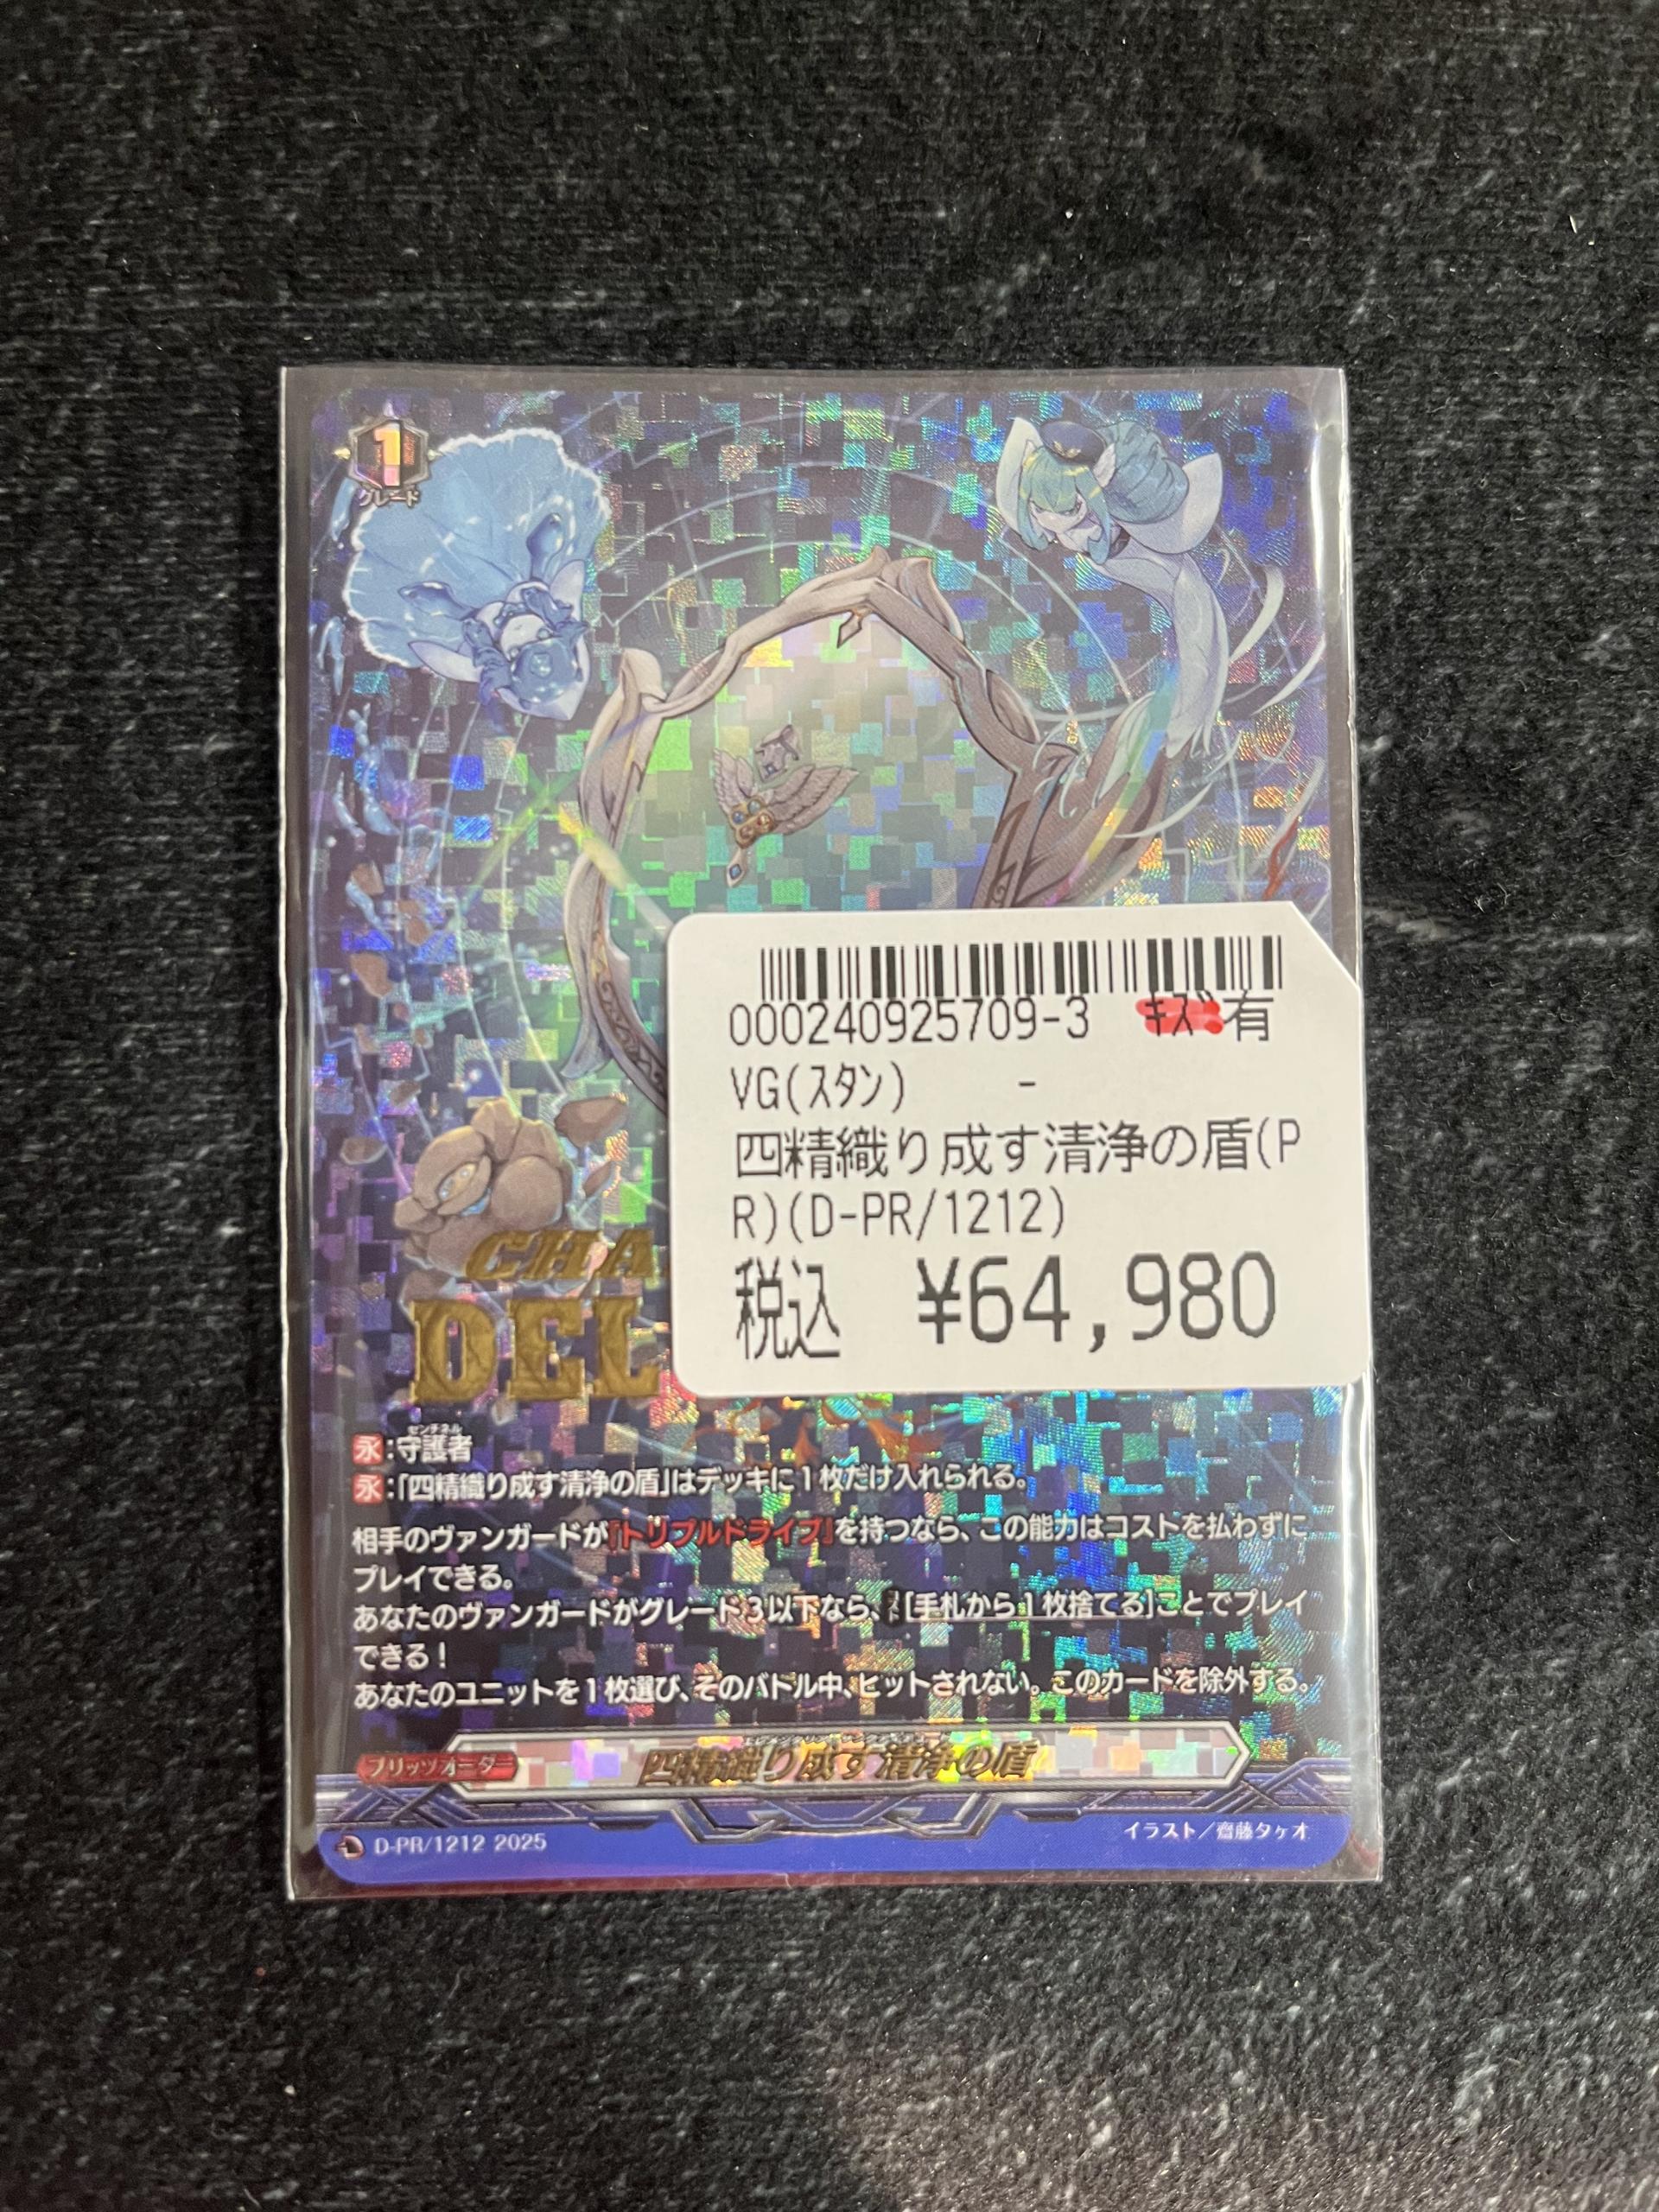 1
グレード
000240925709-3 キズ有
VG(スタン) -
四精織り成す清浄の盾(P
R)(D-PR/1212)
税込 ¥64,980
CHA
DEL
センチネル
永:守護者
永:「四精織り成す清浄の盾」はデッキに1枚だけ入れられる。
相手のヴァンガードが『トリプルドライブ』を持つなら、この能力はコストを払わずに
プレイできる。
あなたのヴァンガードがグレード3以下なら、コスト[手札から1枚捨てる]ことでプレイ
できる!
あなたのユニットを1枚選び、そのバトル中、ヒットされない。このカードを除外する。
ブリッツオーダー 四精織り成す清浄の盾
D-PR/1212 2025 イラスト/齋藤タケオ